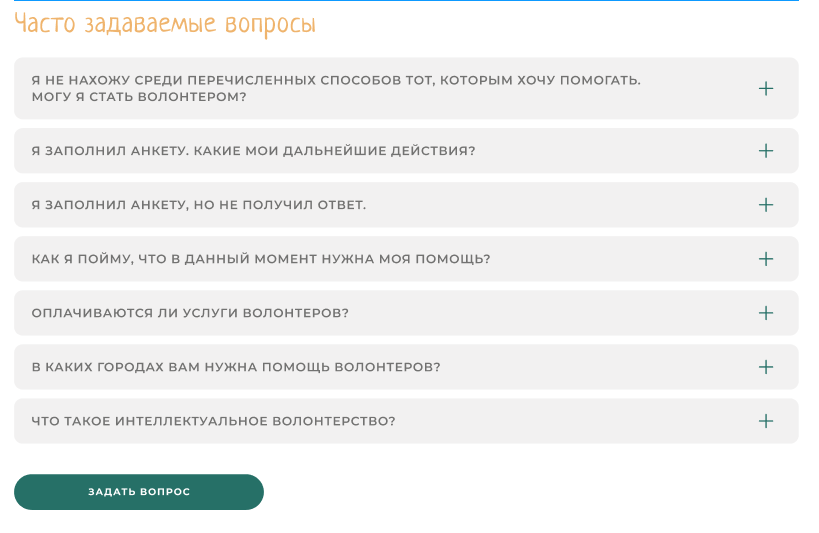 Часто задаваемые вопросы
Я НЕ НАХОЖУ СРЕДИ ПЕРЕЧИСЛЕННЫХ СПОСОБОВ ТОТ, КОТОРЫМ ХОЧУ ПОМОГАТЬ.
МОГУ Я СТАТЬ ВОЛОНТЕРОМ?
Я ЗАПОЛНИЛ АНКЕТУ. КАКИЕ МОИ ДАЛЬНЕЙШИЕ ДЕЙСТВИЯ?
Я ЗАПОЛНИЛ АНКЕТУ, НО НЕ ПОЛУЧИЛ ОТВЕТ.
КАК Я ПОЙМУ, ЧТО В ДАННЫЙ МОМЕНТ НУЖНА МОЯ ПОМОЩЬ?
ОПЛАЧИВАЮТСЯ ЛИ УСЛУГИ ВОЛОНТЕРОВ?
В КАКИХ ГОРОДАХ ВАМ НУЖНА ПОМОЩЬ ВОЛОНТЕРОВ?
ЧТО ТАКОЕ ИНТЕЛЛЕКТУАЛЬНОЕ ВОЛОНТЕРСТВО?
ЗАДАТЬ ВОПРОС